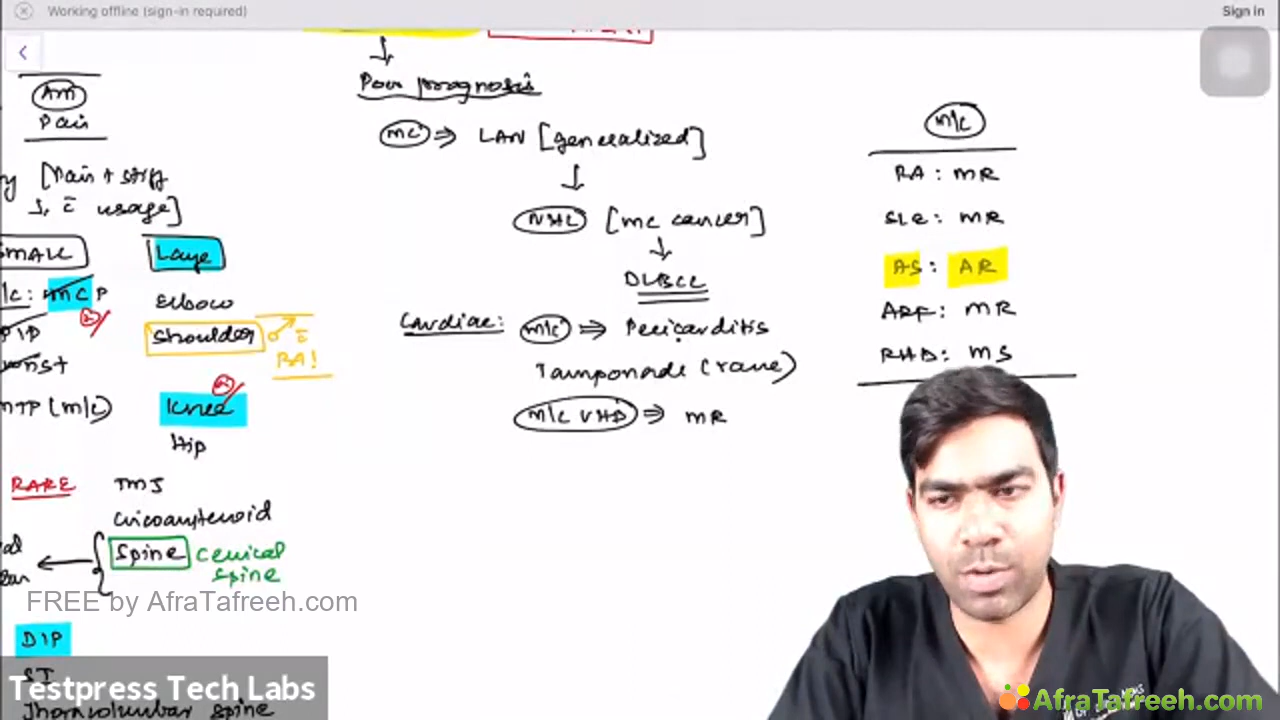 Working offline (sign-in required)
Sign in
AM
Pain
[Pain + stiff
usage]
SMALL
Large
MCP
Elbow
Shoulder
RA!
MTP (m/c)
Knee
Hip
RARE
TMJ
Spine
Cervical
spine
DIP
SI
Thoracolumbar spine
Poor prognosis
MC ⇒ LAN [generalized]
NHL [mc cancer]
DLBCL
Cardiac: m/c ⇒ Pericarditis
Tamponade (rare)
m/c VHD ⇒ MR
m/c
RA : MR
SLE : MR
AS : AR
ARF : MR
RHD : MS
FREE by AfraTafreeh.com
Testpress Tech Labs
AfraTafreeh.com